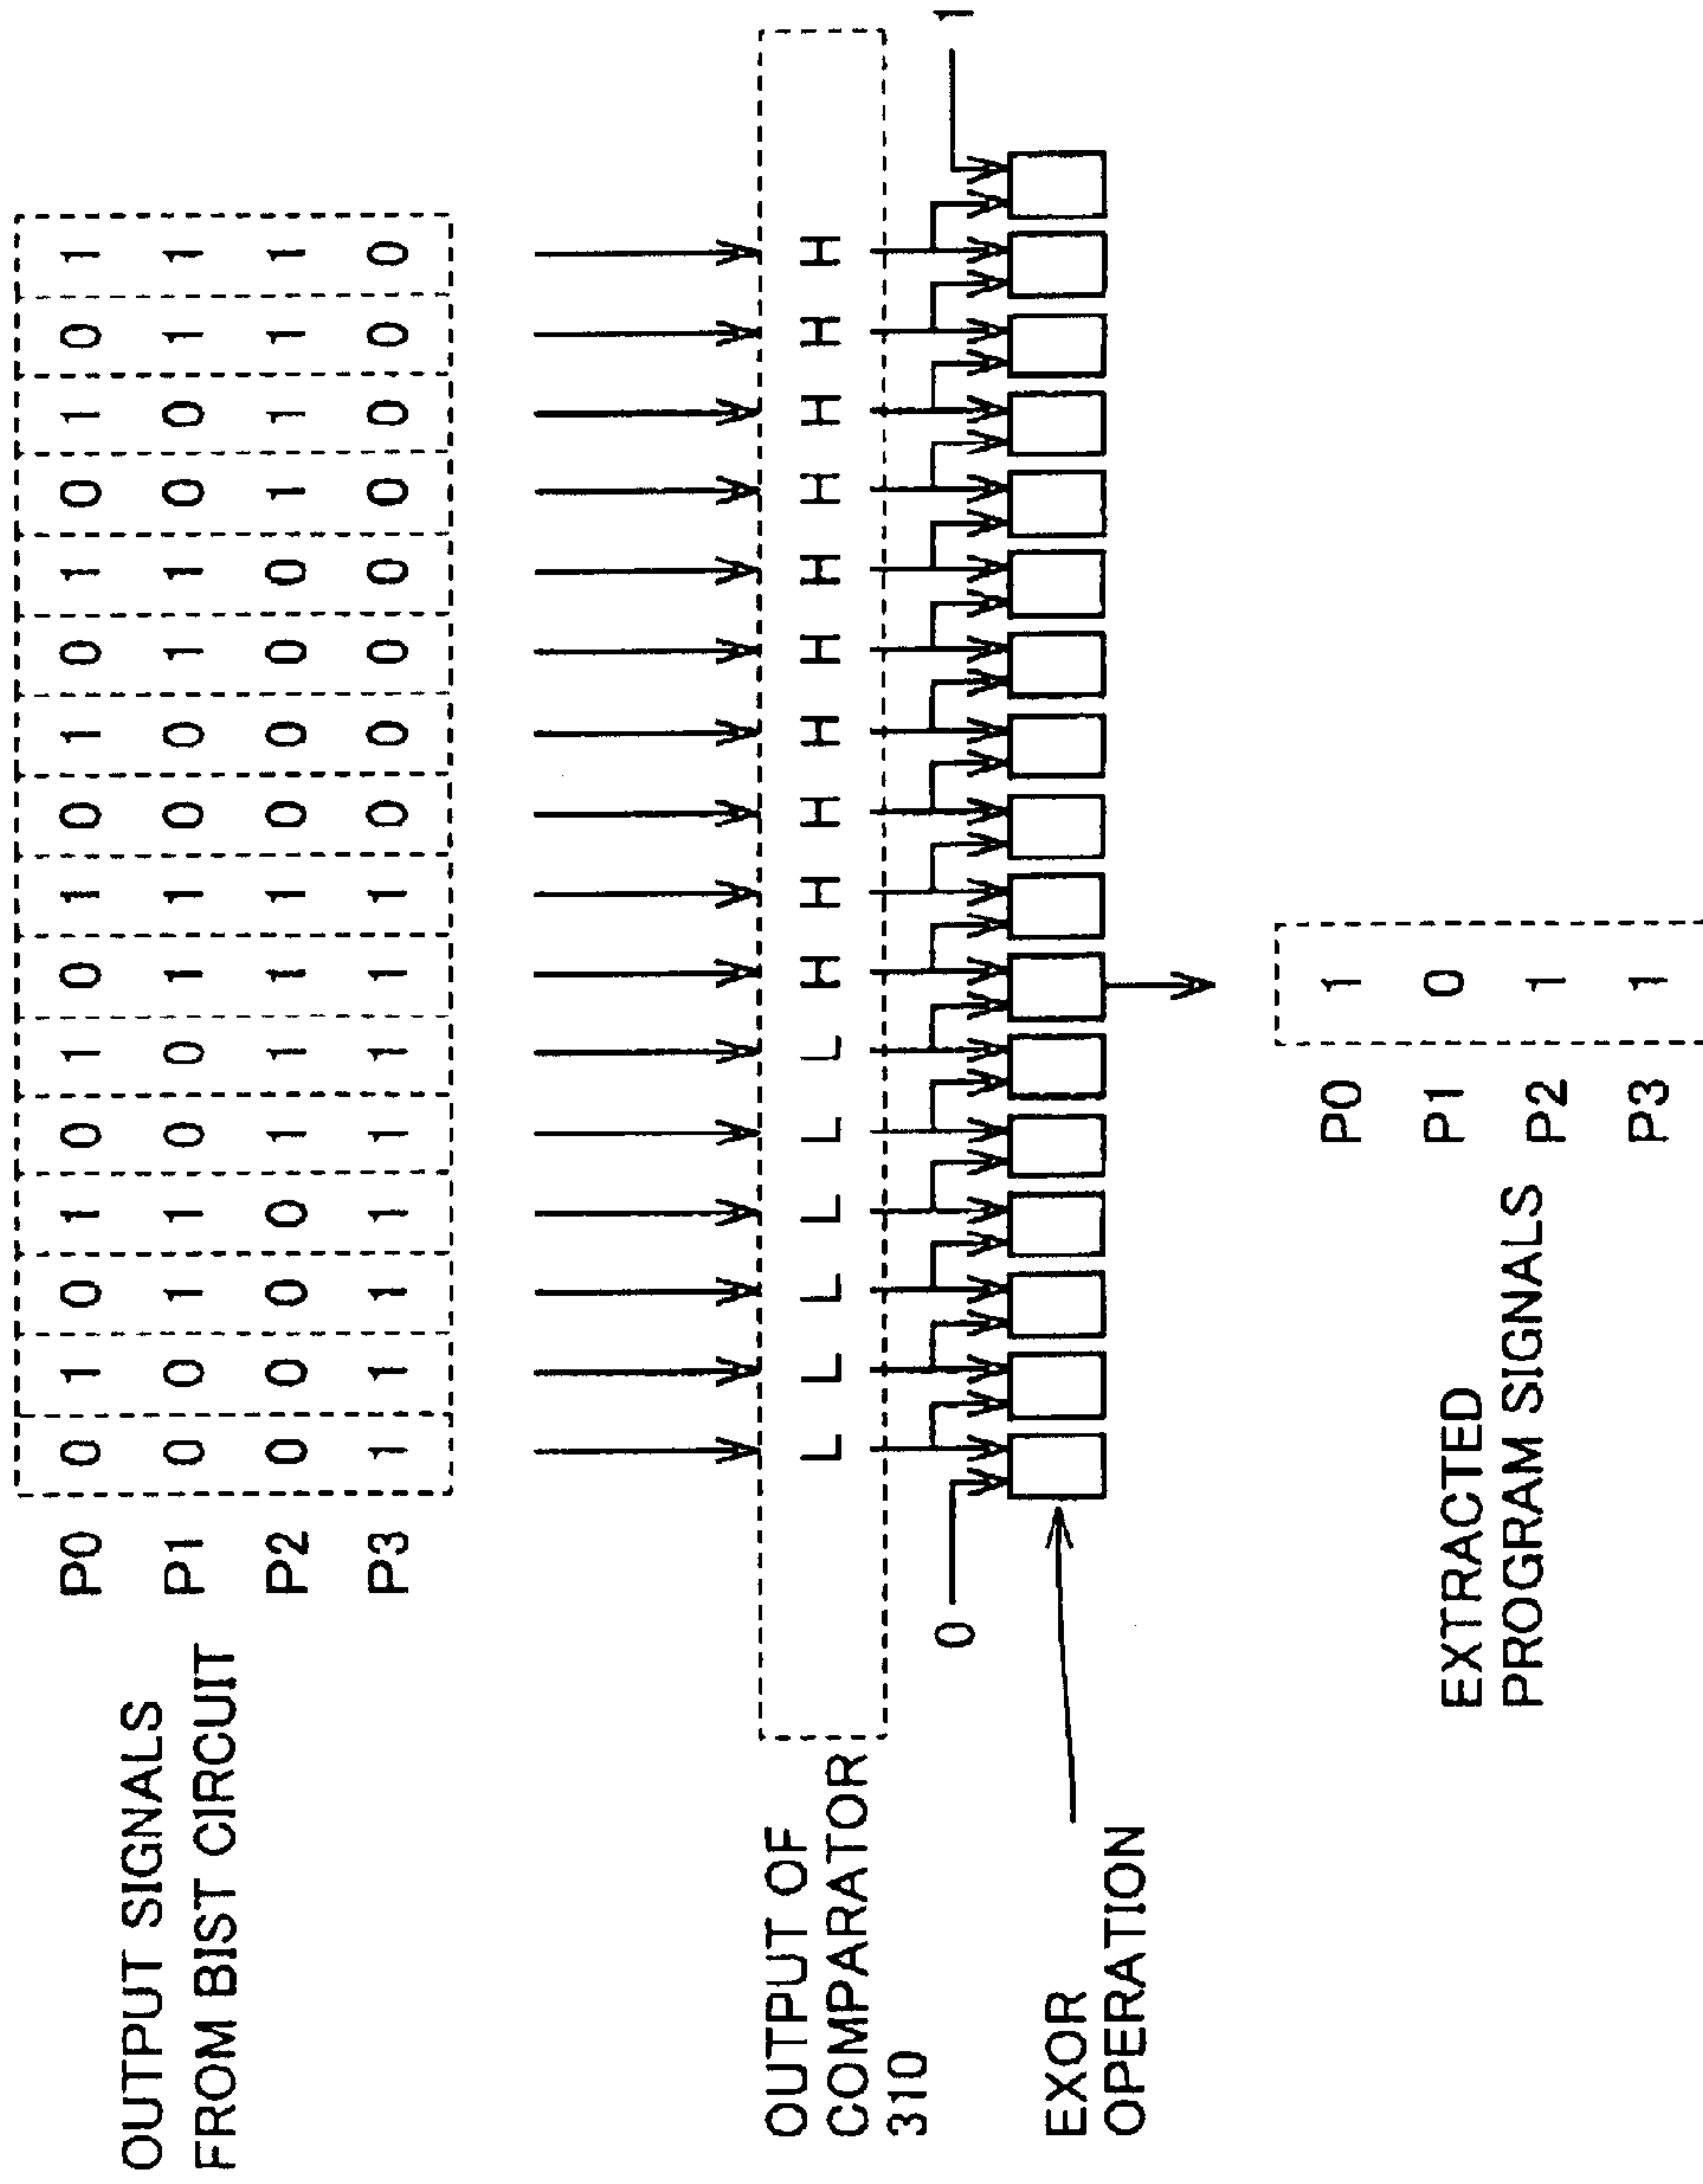 OUTPUT SIGNALS
FROM BIST CIRCUIT
P0 0 1 0 1 0 1 0 1 0 1 0 1 0 1 0 1
P1 0 0 1 1 0 0 1 1 0 0 1 1 0 0 1 1
P2 0 0 0 0 1 1 1 1 0 0 0 0 1 1 1 1
P3 1 1 1 1 1 1 1 1 0 0 0 0 0 0 0 0
OUTPUT OF
COMPARATOR
310
L L L L L L H H H H H H H H H H
0
1
EXOR
OPERATION
EXTRACTED
PROGRAM SIGNALS
P0 1
P1 0
P2 1
P3 1